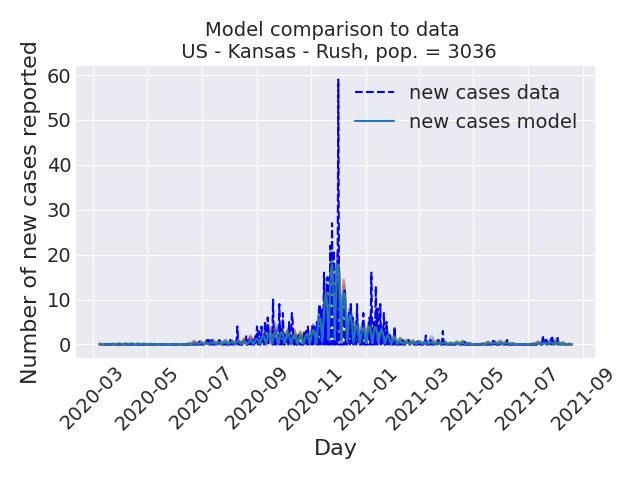 Model comparison to data
US - Kansas - Rush, pop. = 3036
Number of new cases reported
60
50
40
30
20
10
0
new cases data
new cases model
2020-03
2020-05
2020-07
2020-09
2020-11
2021-01
2021-03
2021-05
2021-07
2021-09
Day